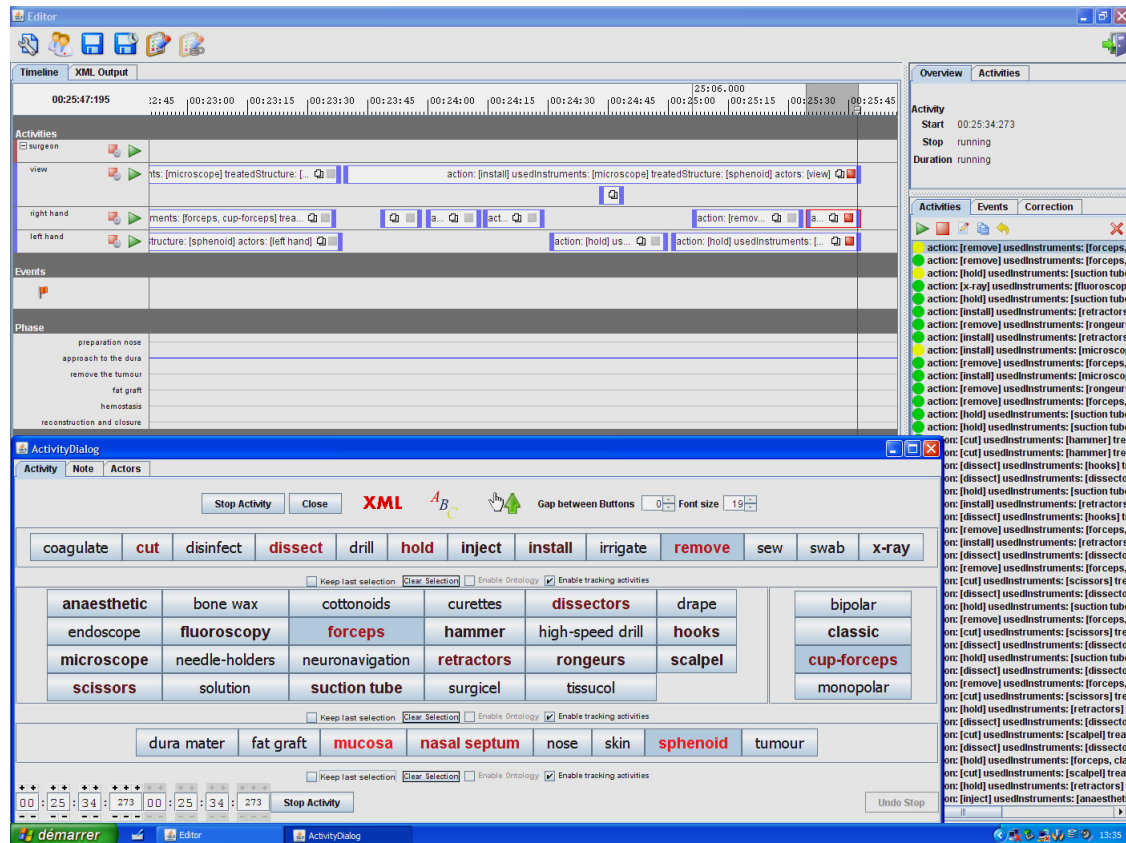 Editor
Timeline XML Output
00:25:47:195
25:06.000
:2:45 00:23:00 00:23:15 00:23:30 00:23:45 00:24:00 00:24:15 00:24:30 00:24:45 00:25:00 00:25:15 00:25:30 00:25:45
Activities
surgeon
view
nts: [microscope] treatedStructure: [...
action: [install] usedInstruments: [microscope] treatedStructure: [sphenoid] actors: [view]
right hand
ments: [forceps, cup-forceps] trea...
a...
act...
action: [remov...
a...
left hand
structure: [sphenoid] actors: [left hand]
action: [hold] us...
action: [hold] usedInstruments: [...
Events
Phase
preparation nose
approach to the dura
remove the tumour
fat graft
hemostasis
reconstruction and closure
Overview Activities
Activity
Start 00:25:34:273
Stop running
Duration running
Activities Events Correction
action: [remove] usedInstruments: [forceps,
action: [remove] usedInstruments: [forceps,
action: [hold] usedInstruments: [suction tube
action: [x-ray] usedInstruments: [fluoroscop
action: [hold] usedInstruments: [suction tube
action: [install] usedInstruments: [retractors
action: [remove] usedInstruments: [rongeurs
action: [install] usedInstruments: [retractors
action: [install] usedInstruments: [microscop
action: [remove] usedInstruments: [forceps,
action: [install] usedInstruments: [microscop
action: [remove] usedInstruments: [rongeurs
action: [remove] usedInstruments: [forceps,
action: [hold] usedInstruments: [suction tube
action: [hold] usedInstruments: [suction tube
on: [cut] usedInstruments: [hammer] tre
on: [cut] usedInstruments: [hammer] tre
on: [dissect] usedInstruments: [hooks] t
on: [dissect] usedInstruments: [dissecto
on: [hold] usedInstruments: [suction tube
on: [install] usedInstruments: [retractors
on: [dissect] usedInstruments: [hooks] t
on: [remove] usedInstruments: [forceps,
on: [install] usedInstruments: [retractors
on: [dissect] usedInstruments: [dissecto
on: [remove] usedInstruments: [forceps,
on: [cut] usedInstruments: [scissors] tre
on: [dissect] usedInstruments: [dissecto
on: [hold] usedInstruments: [suction tube
on: [remove] usedInstruments: [forceps,
on: [cut] usedInstruments: [scissors] tre
on: [dissect] usedInstruments: [dissecto
on: [hold] usedInstruments: [suction tube
on: [dissect] usedInstruments: [dissecto
on: [remove] usedInstruments: [forceps,
on: [cut] usedInstruments: [scissors] tre
on: [hold] usedInstruments: [retractors]
on: [dissect] usedInstruments: [dissecto
on: [cut] usedInstruments: [scalpel] trea
on: [dissect] usedInstruments: [dissecto
on: [hold] usedInstruments: [forceps, cla
on: [cut] usedInstruments: [scalpel] trea
on: [hold] usedInstruments: [retractors]
on: [inject] usedInstruments: [anaestheti
ActivityDialog
Activity Note Actors
Stop Activity Close XML ABC Gap between Buttons 0 Font size 19
coagulate cut disinfect dissect drill hold inject install irrigate remove sew swab x-ray
Keep last selection Clear Selection Enable Ontology Enable tracking activities
anaesthetic bone wax cottonoids curettes dissectors drape bipolar
endoscope fluoroscopy forceps hammer high-speed drill hooks classic
microscope needle-holders neuronavigation retractors rongeurs scalpel cup-forceps
scissors solution suction tube surgicel tissucol monopolar
Keep last selection Clear Selection Enable Ontology Enable tracking activities
dura mater fat graft mucosa nasal septum nose skin sphenoid tumour
Keep last selection Clear Selection Enable Ontology Enable tracking activities
00 : 25 : 34 : 273 00 : 25 : 34 : 273 Stop Activity Undo Stop
démarrer Editor ActivityDialog 13:35